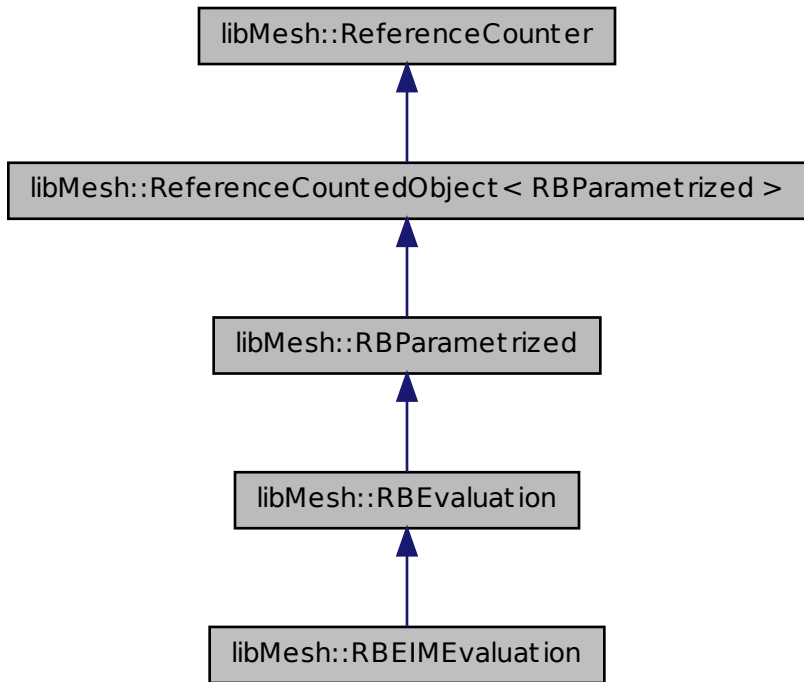 libMesh::ReferenceCounter
libMesh::ReferenceCountedObject< RBParametrized >
libMesh::RBParametrized
libMesh::RBEvaluation
libMesh::RBEIMEvaluation